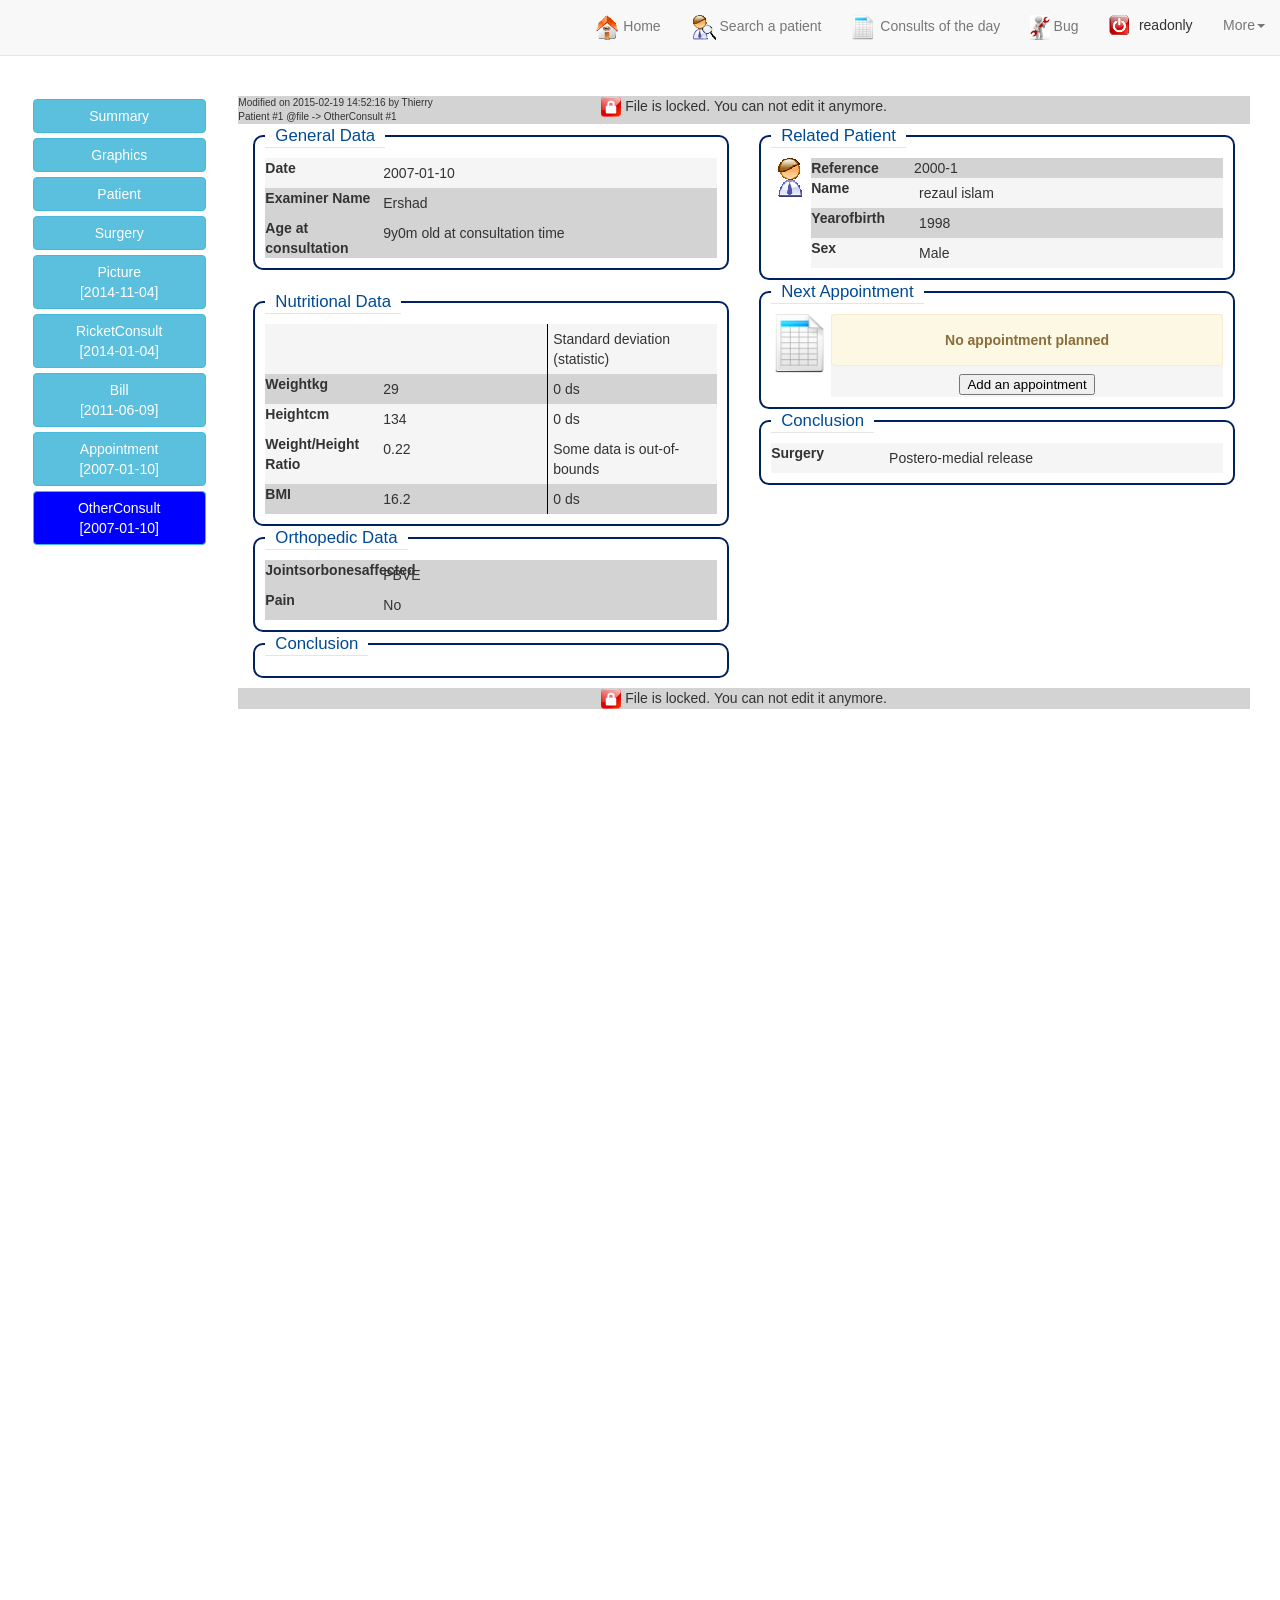 Home Search a patient Consults of the day Bug readonly More
Summary
Graphics
Patient
Surgery
Picture
[2014-11-04]
RicketConsult
[2014-01-04]
Bill
[2011-06-09]
Appointment
[2007-01-10]
OtherConsult
[2007-01-10]
Modified on 2015-02-19 14:52:16 by Thierry
Patient #1 @file -> OtherConsult #1
File is locked. You can not edit it anymore.
General Data
Date 2007-01-10
Examiner Name Ershad
Age at consultation 9y0m old at consultation time
Nutritional Data
Standard deviation
(statistic)
Weightkg 29 0 ds
Heightcm 134 0 ds
Weight/Height Ratio 0.22 Some data is out-of-bounds
BMI 16.2 0 ds
Orthopedic Data
Jointsorbonesaffected PBVE
Pain No
Conclusion
Related Patient
Reference 2000-1
Name rezaul islam
Yearofbirth 1998
Sex Male
Next Appointment
No appointment planned
Add an appointment
Conclusion
Surgery Postero-medial release
File is locked. You can not edit it anymore.